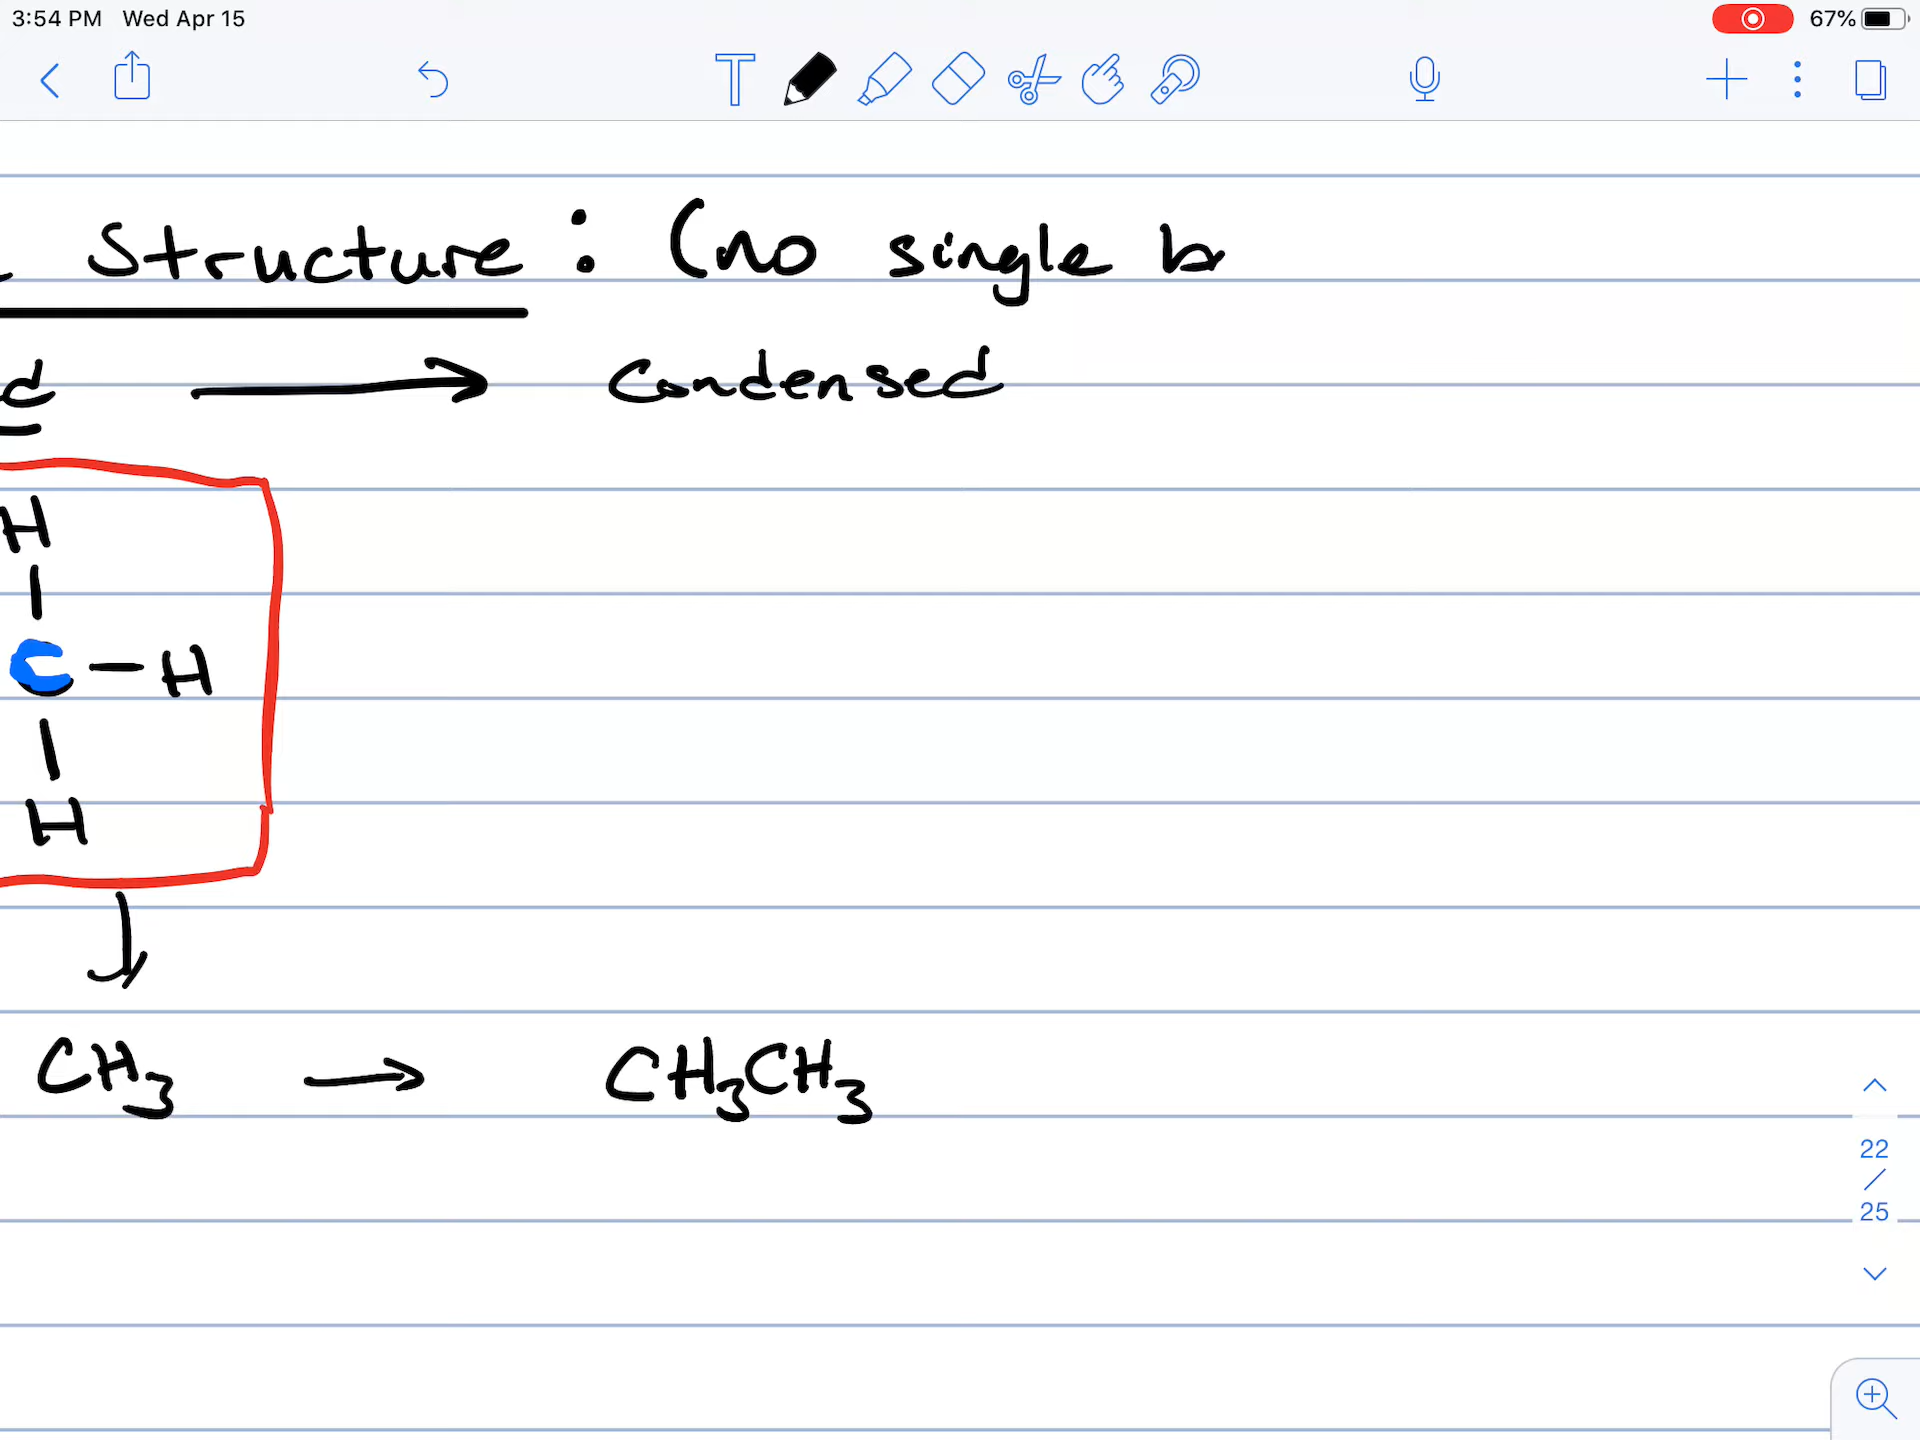 3:54 PM Wed Apr 15 67%
T
Structure : (no single b
d → Condensed
H
C - H
H
CH₃ → CH₃CH₃
22
/
25